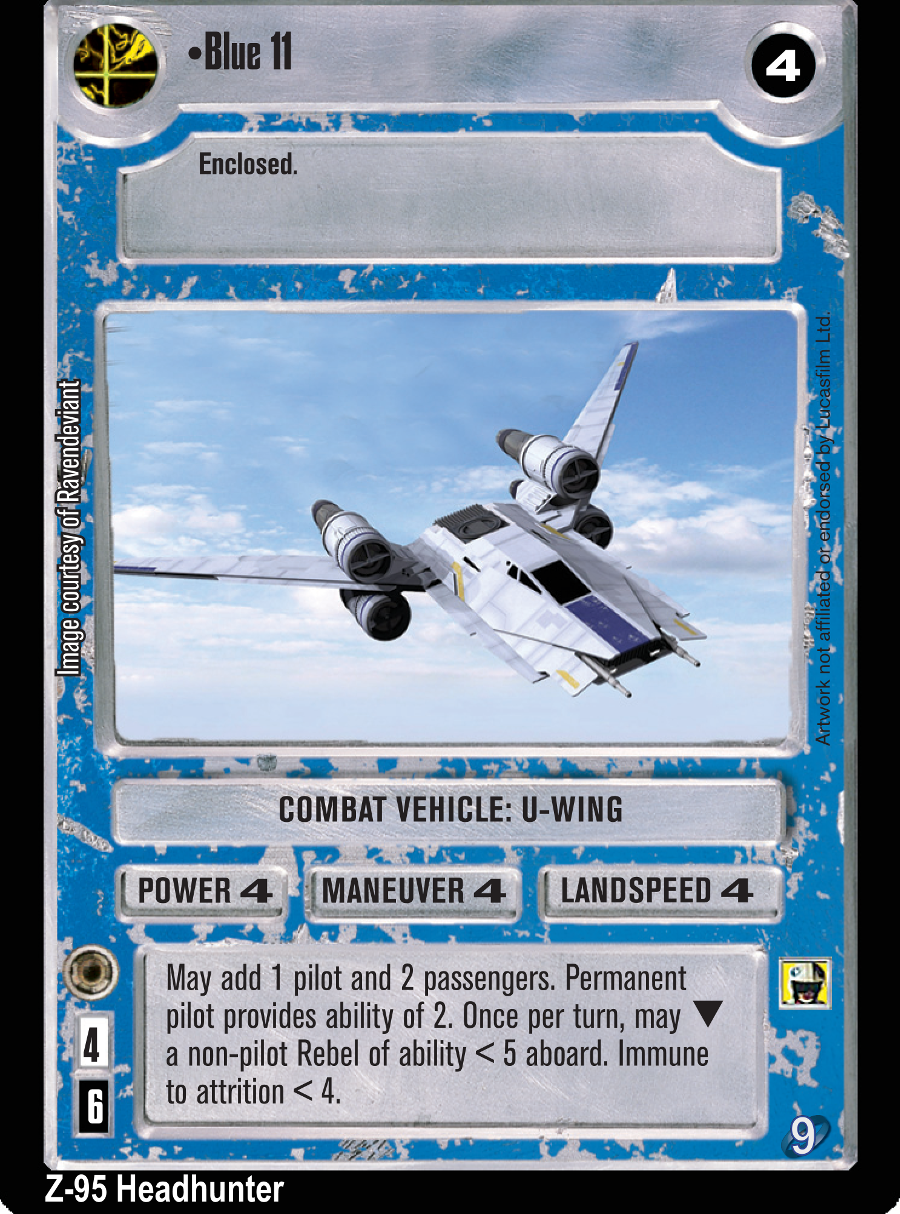 •Blue 11
4
Enclosed.
Image courtesy of Ravendeviant
Artwork not affiliated or endorsed by Lucasfilm Ltd.
COMBAT VEHICLE: U-WING
POWER 4 MANEUVER 4 LANDSPEED 4
May add 1 pilot and 2 passengers. Permanent
pilot provides ability of 2. Once per turn, may ▼
a non-pilot Rebel of ability < 5 aboard. Immune
to attrition < 4.
4
6
9
Z-95 Headhunter